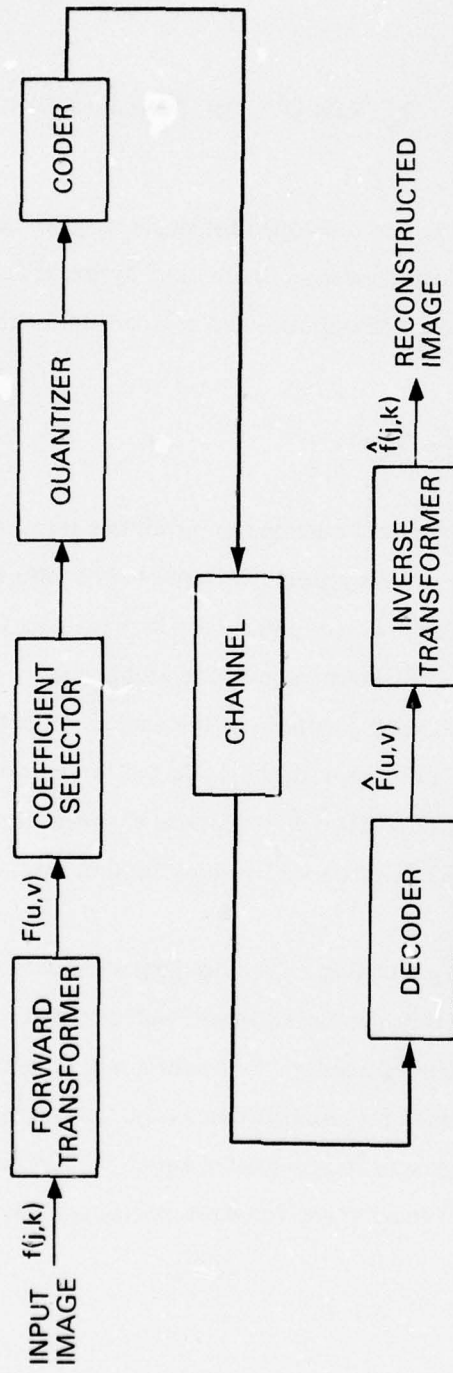 INPUT
IMAGE
f(j,k)
FORWARD
TRANSFORMER
F(u,v)
COEFFICIENT
SELECTOR
QUANTIZER
CODER
CHANNEL
DECODER
F̂(u,v)
INVERSE
TRANSFORMER
f̂(j,k)
RECONSTRUCTED
IMAGE